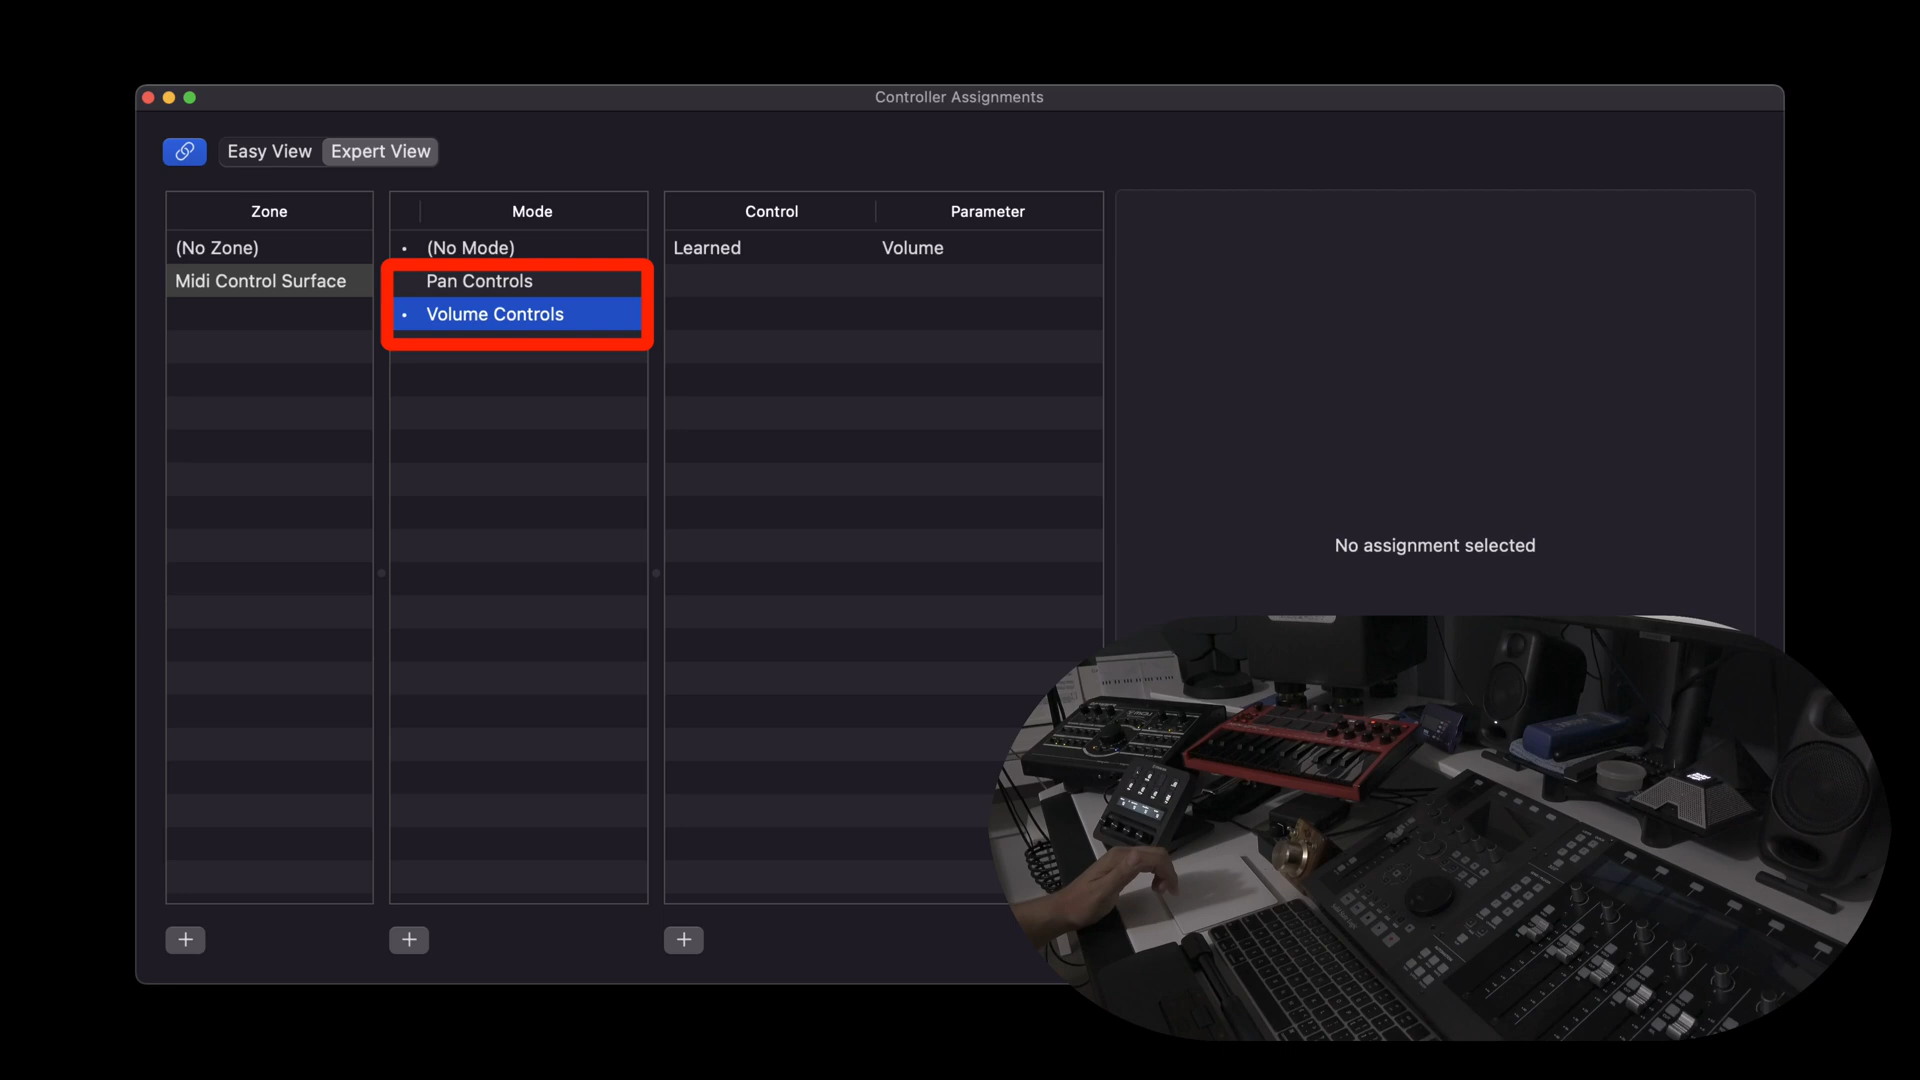 Controller Assignments
Easy View Expert View
Zone Mode Control Parameter
(No Zone) • (No Mode) Learned Volume
Midi Control Surface Pan Controls
• Volume Controls
No assignment selected